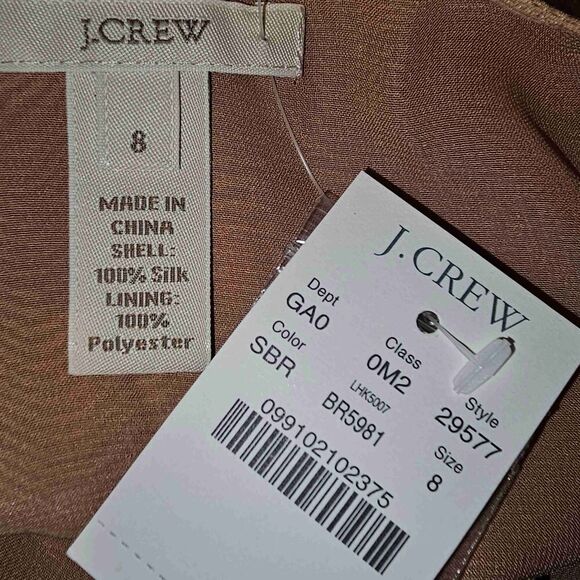 J.CREW
8
MADE IN
CHINA
SHELL:
100% Silk
LINING:
100%
Polyester
J. CREW
Dept Class Style
GA0 0M2 29577
Color LHK5007 Size
SBR BR5981 8
099102102375